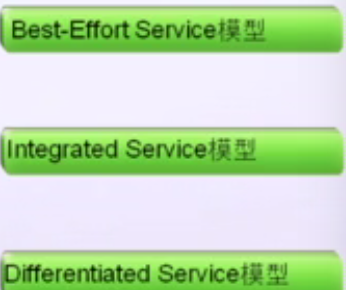 Best-Effort Service模型
Integrated Service模型
Differentiated Service模型